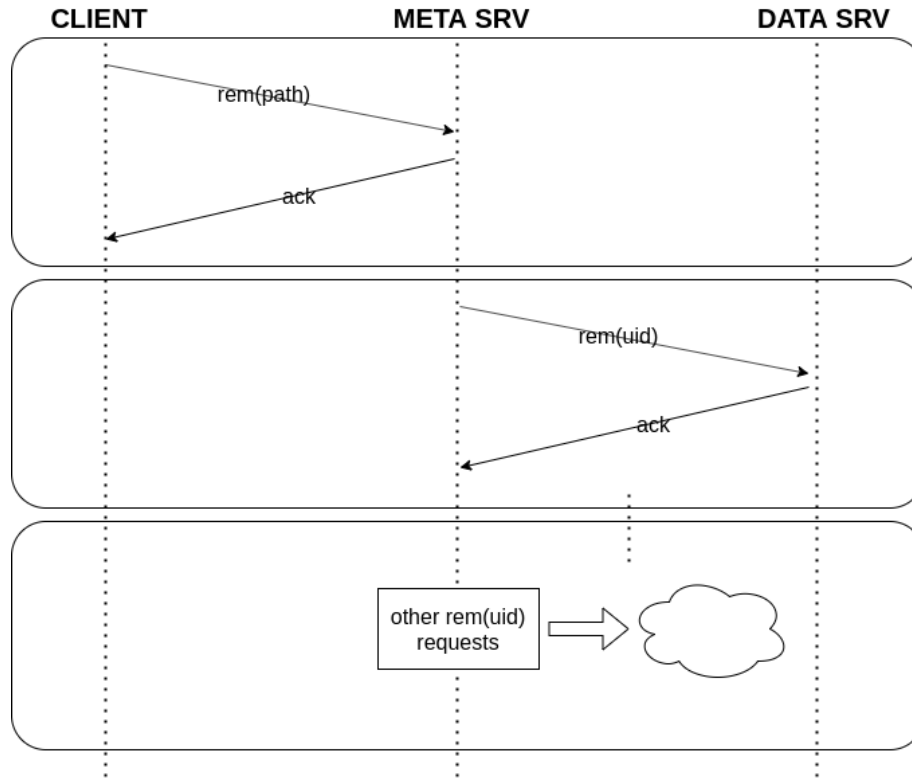 CLIENT META SRV DATA SRV
rem(path)
ack
rem(uid)
ack
other rem(uid)
requests